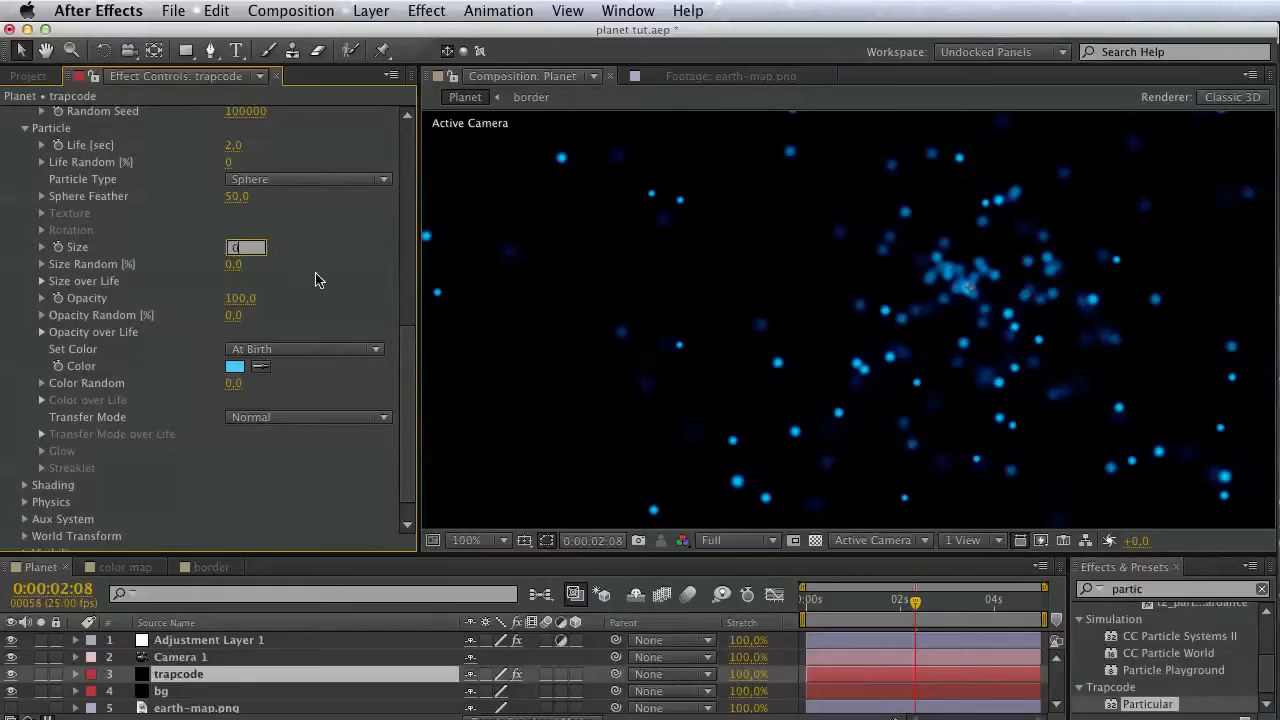 After Effects File Edit Composition Layer Effect Animation View Window Help
planet tut.aep *
Workspace: Undocked Panels Search Help
Project Effect Controls: trapcode Composition: Planet Footage: earth-map.png
Planet • trapcode Planet border Renderer: Classic 3D
Random Seed 100000
Active Camera
Particle
Life [sec] 2,0
Life Random [%] 0
Particle Type Sphere
Sphere Feather 50,0
Texture
Rotation
Size 0
Size Random [%] 0,0
Size over Life
Opacity 100,0
Opacity Random [%] 0,0
Opacity over Life
Set Color At Birth
Color
Color Random 0,0
Color over Life
Transfer Mode Normal
Transfer Mode over Life
Glow
Streaklet
Shading
Physics
Aux System
World Transform
100% 0:00:02:08 Full Active Camera 1 View +0,0
Planet color map border Effects & Presets
0:00:02:08
00058 (25.00 fps)
partic
:00s 02s 04s
Source Name Parent Stretch
1 Adjustment Layer 1 fx None 100,0%
2 Camera 1 None 100,0%
3 trapcode fx None 100,0%
4 bg None 100,0%
5 earth-map.png None 100,0%
Simulation
CC Particle Systems II
CC Particle World
Particle Playground
Trapcode
Particular